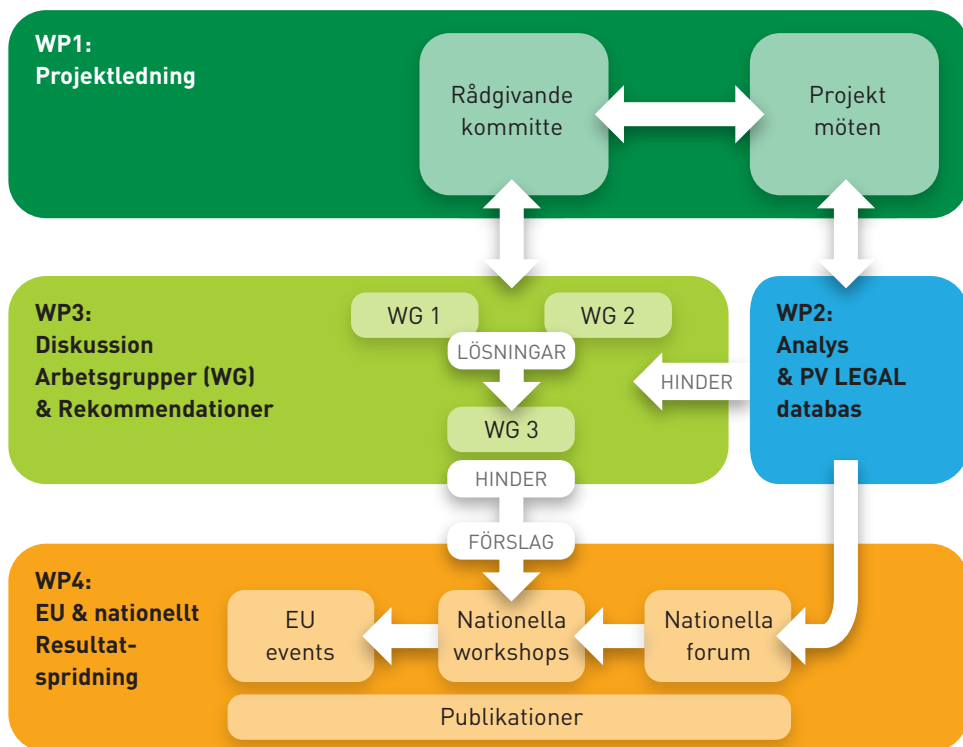 WP1:
Projektledning
Rådgivande
kommitte
Projekt
möten
WP3:
Diskussion
Arbetsgrupper (WG)
& Rekommendationer
WG 1
WG 2
LÖSNINGAR
WG 3
HINDER
HINDER
WP2:
Analys
& PV LEGAL
databas
FÖRSLAG
WP4:
EU & nationellt
Resultat-
spridning
EU
events
Nationella
workshops
Nationella
forum
Publikationer